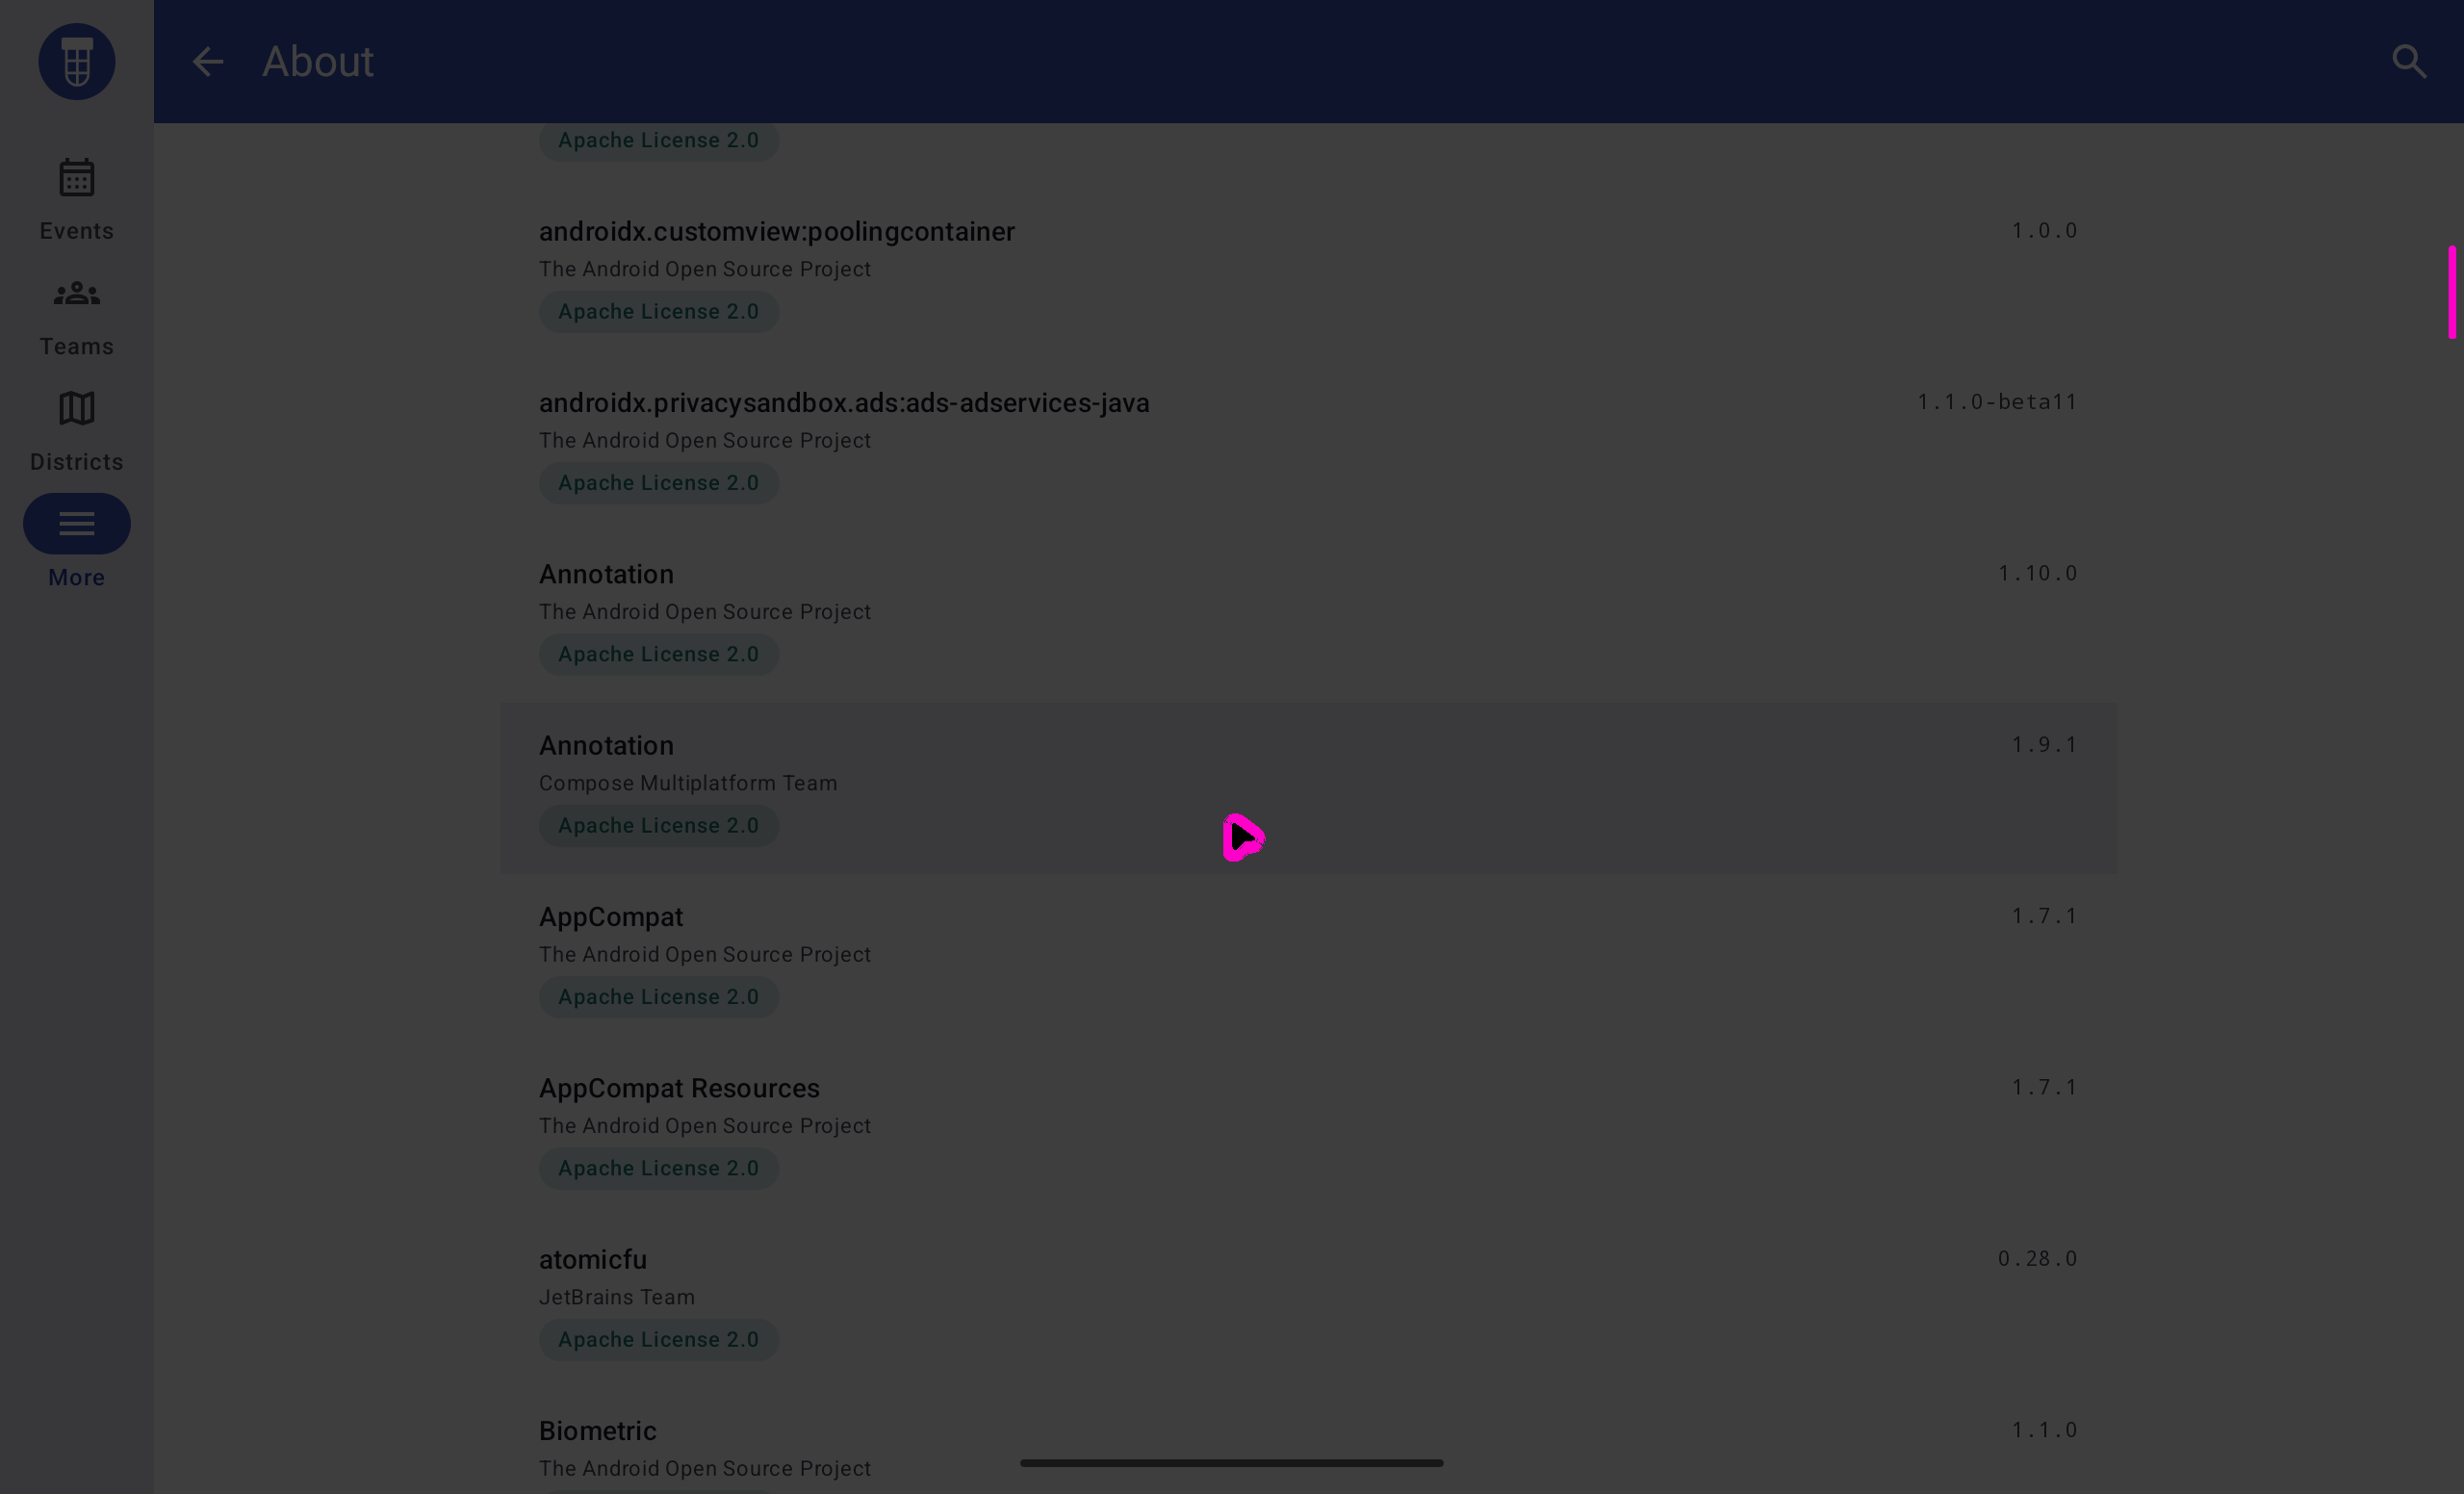 About
Events
Teams
Districts
More
Apache License 2.0
androidx.customview:poolingcontainer 1.0.0
The Android Open Source Project
Apache License 2.0
androidx.privacysandbox.ads:ads-adservices-java 1.1.0-beta11
The Android Open Source Project
Apache License 2.0
Annotation 1.10.0
The Android Open Source Project
Apache License 2.0
Annotation 1.9.1
Compose Multiplatform Team
Apache License 2.0
AppCompat 1.7.1
The Android Open Source Project
Apache License 2.0
AppCompat Resources 1.7.1
The Android Open Source Project
Apache License 2.0
atomicfu 0.28.0
JetBrains Team
Apache License 2.0
Biometric 1.1.0
The Android Open Source Project